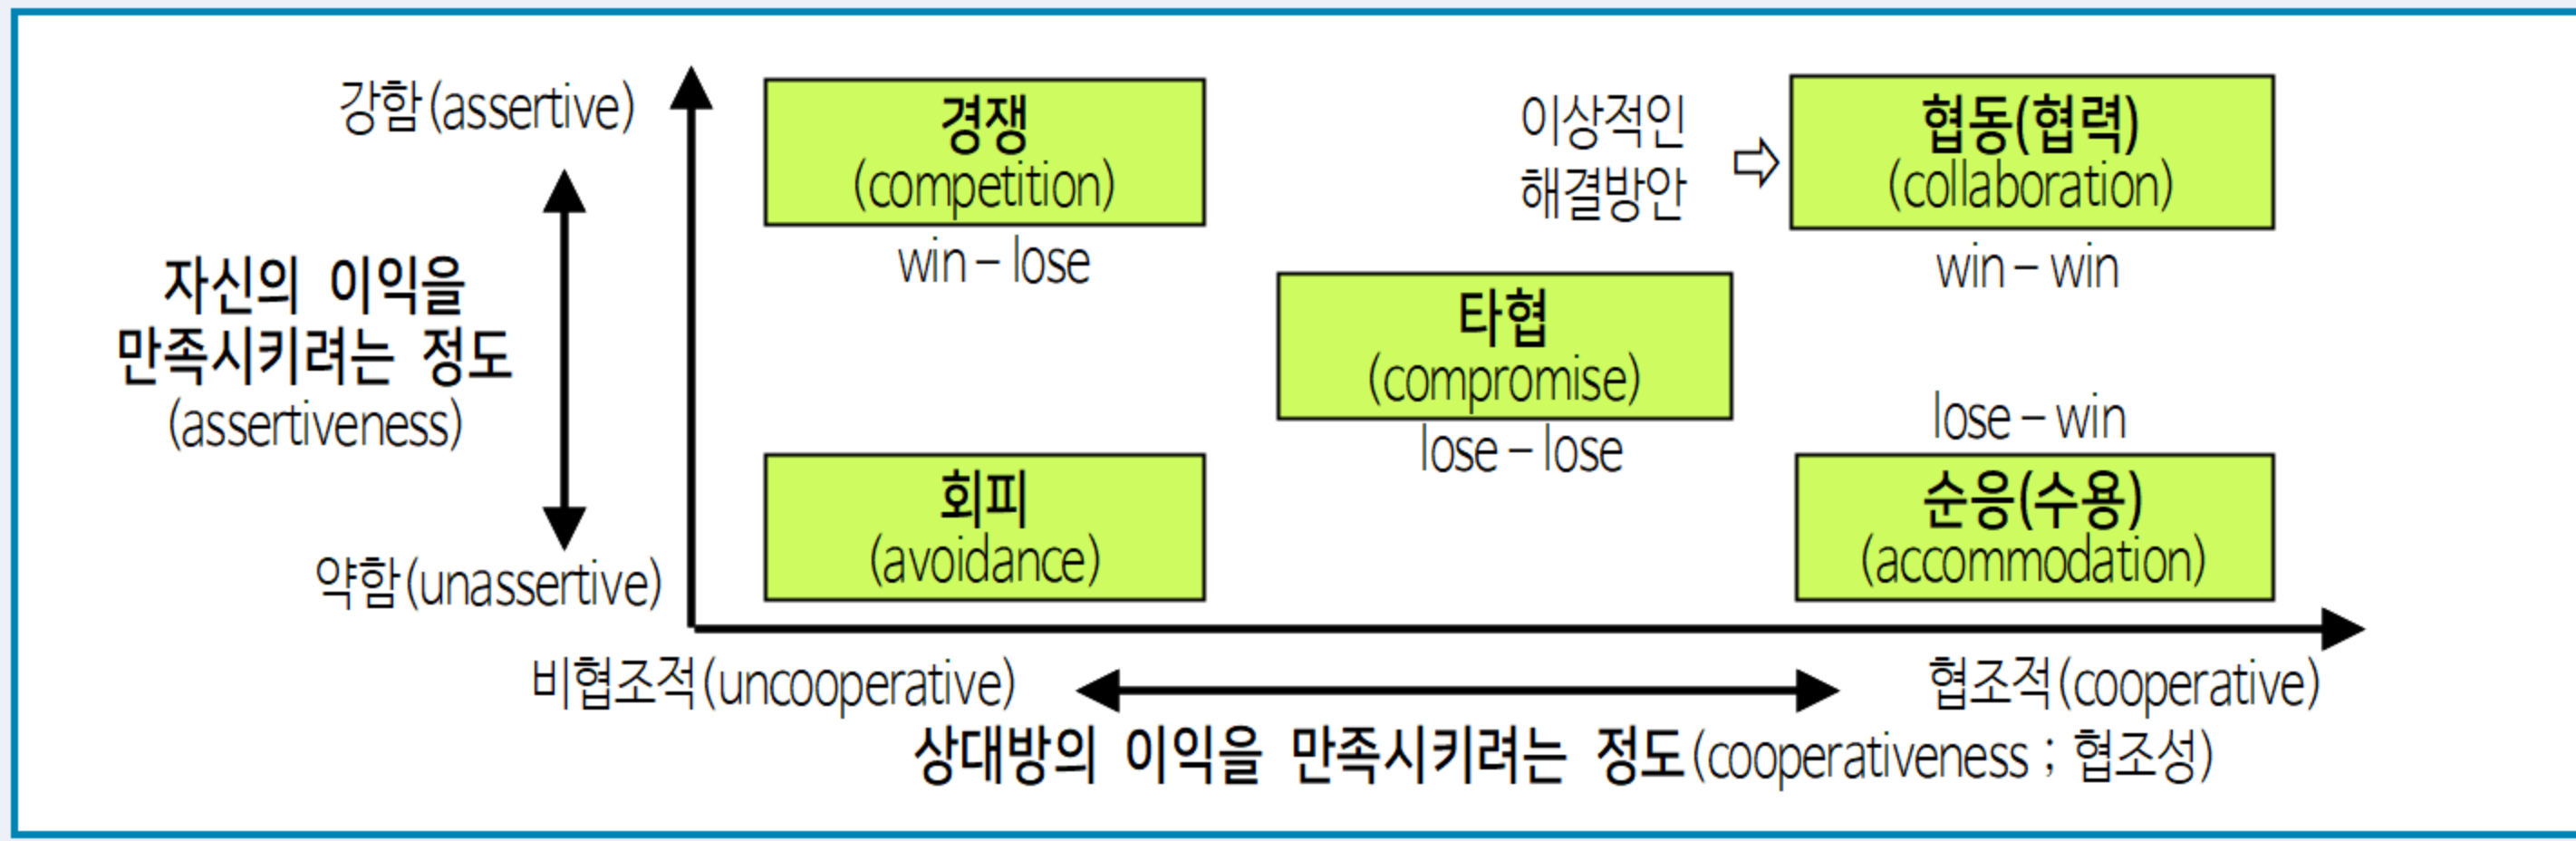 강함(assertive)
경쟁
(competition)
win – lose
이상적인
해결방안
협동(협력)
(collaboration)
win – win
자신의 이익을
만족시키려는 정도
(assertiveness)
타협
(compromise)
lose – lose
lose – win
회피
(avoidance)
순응(수용)
(accommodation)
약함(unassertive)
비협조적(uncooperative)
협조적(cooperative)
상대방의 이익을 만족시키려는 정도(cooperativeness ; 협조성)